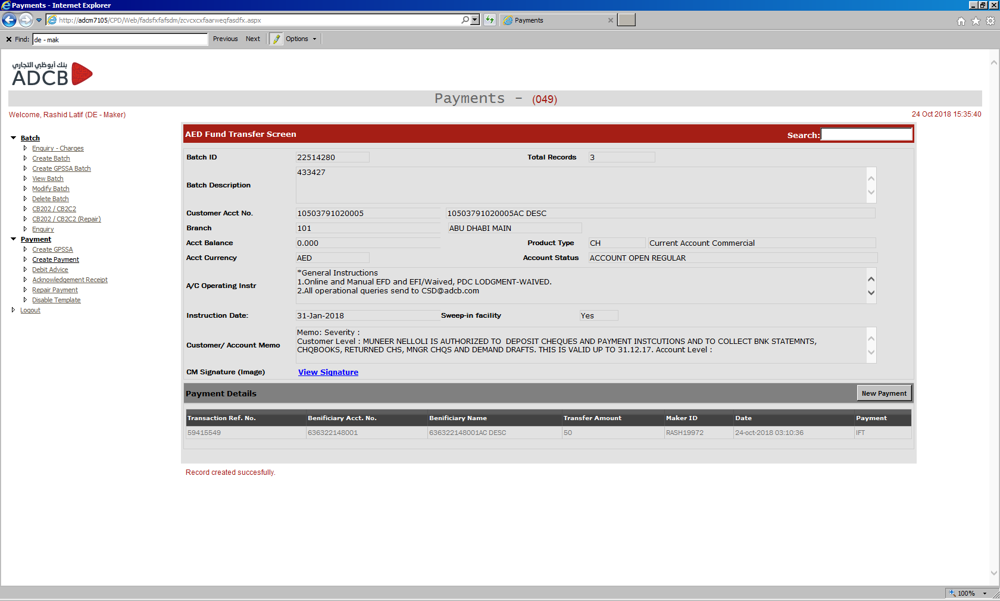 Payments - Internet Explorer
http://adcm7105/CPD/Web/fadsfxfafsdm/zcvcxcxfaarweqfasdfx.aspx
Payments
Find: de - mak Previous Next Options
بنك أبوظبي التجاري
ADCB
Payments - (049)
Welcome, Rashid Latif (DE - Maker)
24 Oct 2018 15:35:40
Batch
Enquiry - Charges
Create Batch
Create GPSSA Batch
View Batch
Modify Batch
Delete Batch
CB202 / CB2C2
CB202 / CB2C2 (Repair)
Enquiry
Payment
Create GPSSA
Create Payment
Debit Advice
Acknowledgement Receipt
Repair Payment
Disable Template
Logout
AED Fund Transfer Screen Search:
Batch ID 22514280 Total Records 3
Batch Description 433427
Customer Acct No. 10503791020005 10503791020005AC DESC
Branch 101 ABU DHABI MAIN
Acct Balance 0.000 Product Type CH Current Account Commercial
Acct Currency AED Account Status ACCOUNT OPEN REGULAR
A/C Operating Instr
*General Instructions
1.Online and Manual EFD and EFI/Waived, PDC LODGMENT-WAIVED.
2.All operational queries send to CSD@adcb.com
Instruction Date: 31-Jan-2018 Sweep-in facility Yes
Customer/ Account Memo
Memo: Severity :
Customer Level : MUNEER NELLOLI IS AUTHORIZED TO DEPOSIT CHEQUES AND PAYMENT INSTCUTIONS AND TO COLLECT BNK STATEMNTS,
CHQBOOKS, RETURNED CHS, MNGR CHQS AND DEMAND DRAFTS. THIS IS VALID UP TO 31.12.17. Account Level :
CM Signature (Image) View Signature
Payment Details New Payment
Transaction Ref. No. Benificiary Acct. No. Benificiary Name Transfer Amount Maker ID Date Payment
59415549 636322148001 636322148001AC DESC 50 RASH19972 24-oct-2018 03:10:36 IFT
Record created succesfully.
100%